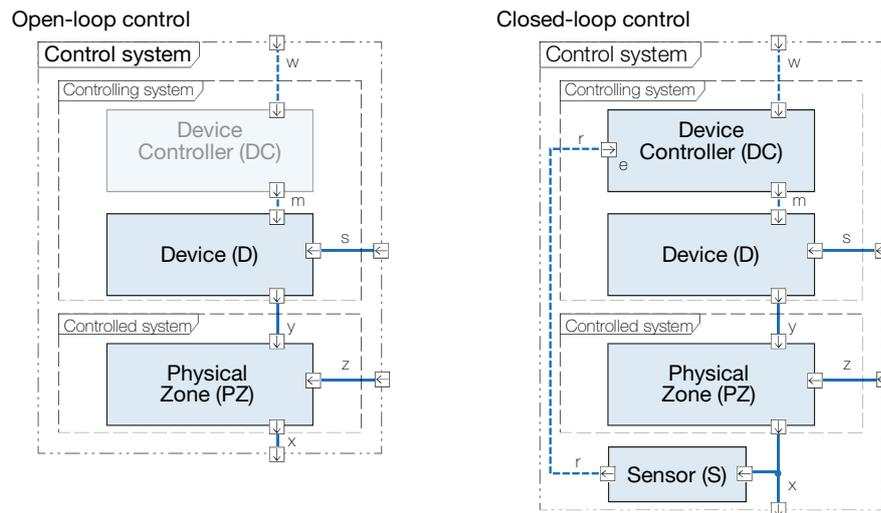 Open-loop control
Control system
w
Controlling system
Device
Controller (DC)
m
Device (D)
s
y
Controlled system
Physical
Zone (PZ)
z
x
Closed-loop control
Control system
w
Controlling system
r
Device
Controller (DC)
e
m
Device (D)
s
y
Controlled system
Physical
Zone (PZ)
z
r
Sensor (S)
x